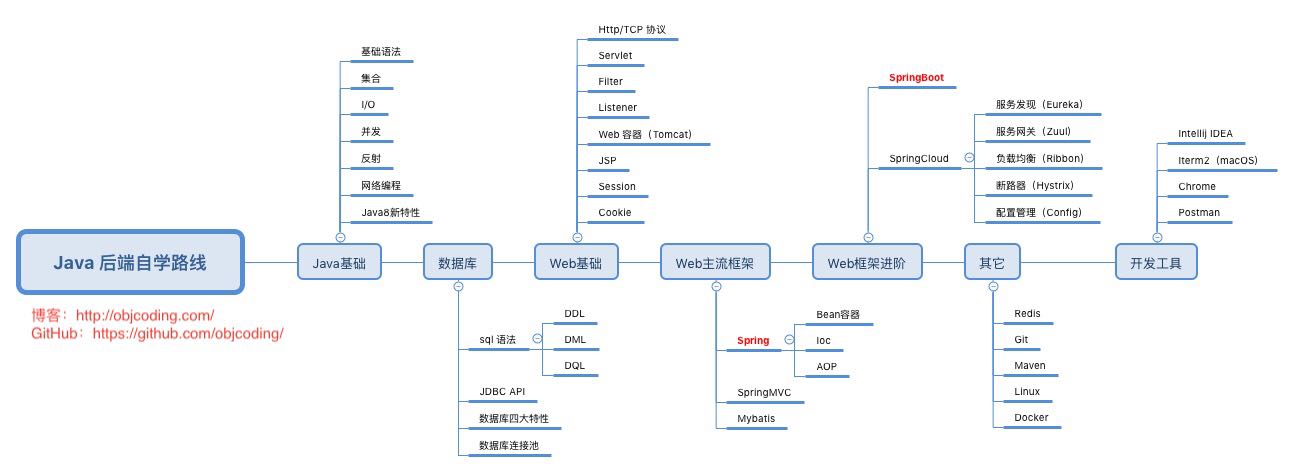 Java 后端自学路线
博客：http://objcoding.com/
GitHub：https://github.com/objcoding/
Java基础
基础语法
集合
I/O
并发
反射
网络编程
Java8新特性
数据库
sql 语法
DDL
DML
DQL
JDBC API
数据库四大特性
数据库连接池
Web基础
Http/TCP 协议
Servlet
Filter
Listener
Web 容器（Tomcat）
JSP
Session
Cookie
Web主流框架
Spring
Bean容器
Ioc
AOP
SpringMVC
Mybatis
Web框架进阶
SpringBoot
SpringCloud
服务发现（Eureka）
服务网关（Zuul）
负载均衡（Ribbon）
断路器（Hystrix）
配置管理（Config）
其它
Redis
Git
Maven
Linux
Docker
开发工具
Intellij IDEA
Iterm2（macOS）
Chrome
Postman